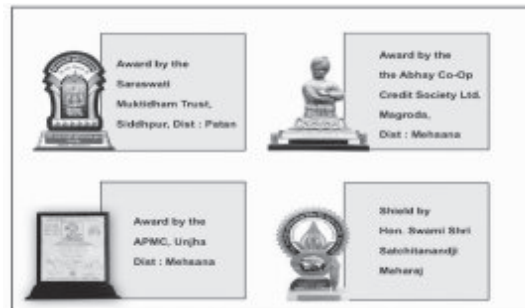 Award by the
Saraswati
Muktidham Trust,
Siddhpur, Dist : Patan
Award by the
the Abhay Co-Op
Credit Society Ltd.
Magroda,
Dist : Mehsana
Award by the
APMC, Unjha
Dist : Mehsana
Shield by
Hon. Swami Shri
Satchitanandji
Maharaj